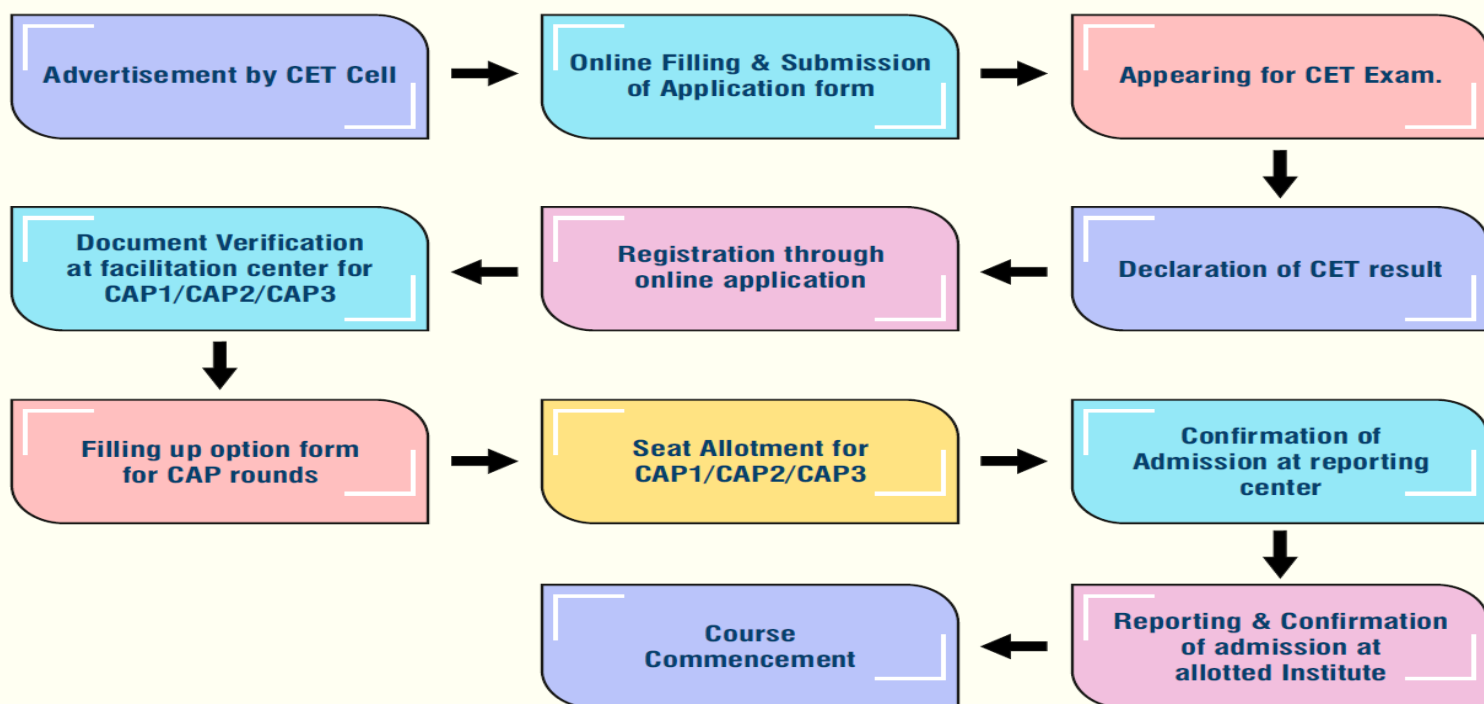 Advertisement by CET Cell
Online Filling & Submission
of Application form
Appearing for CET Exam.
Declaration of CET result
Registration through
online application
Document Verification
at facilitation center for
CAP1/CAP2/CAP3
Filling up option form
for CAP rounds
Seat Allotment for
CAP1/CAP2/CAP3
Confirmation of
Admission at reporting
center
Reporting & Confirmation
of admission at
allotted Institute
Course
Commencement